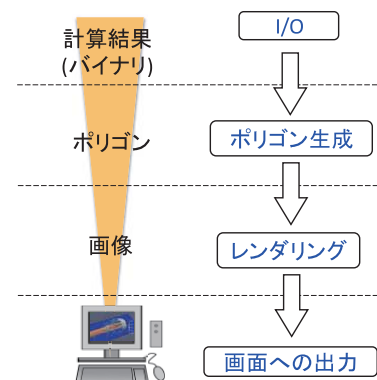 計算結果
(バイナリ)
I/O
ポリゴン
ポリゴン生成
画像
レンダリング
画面への出力